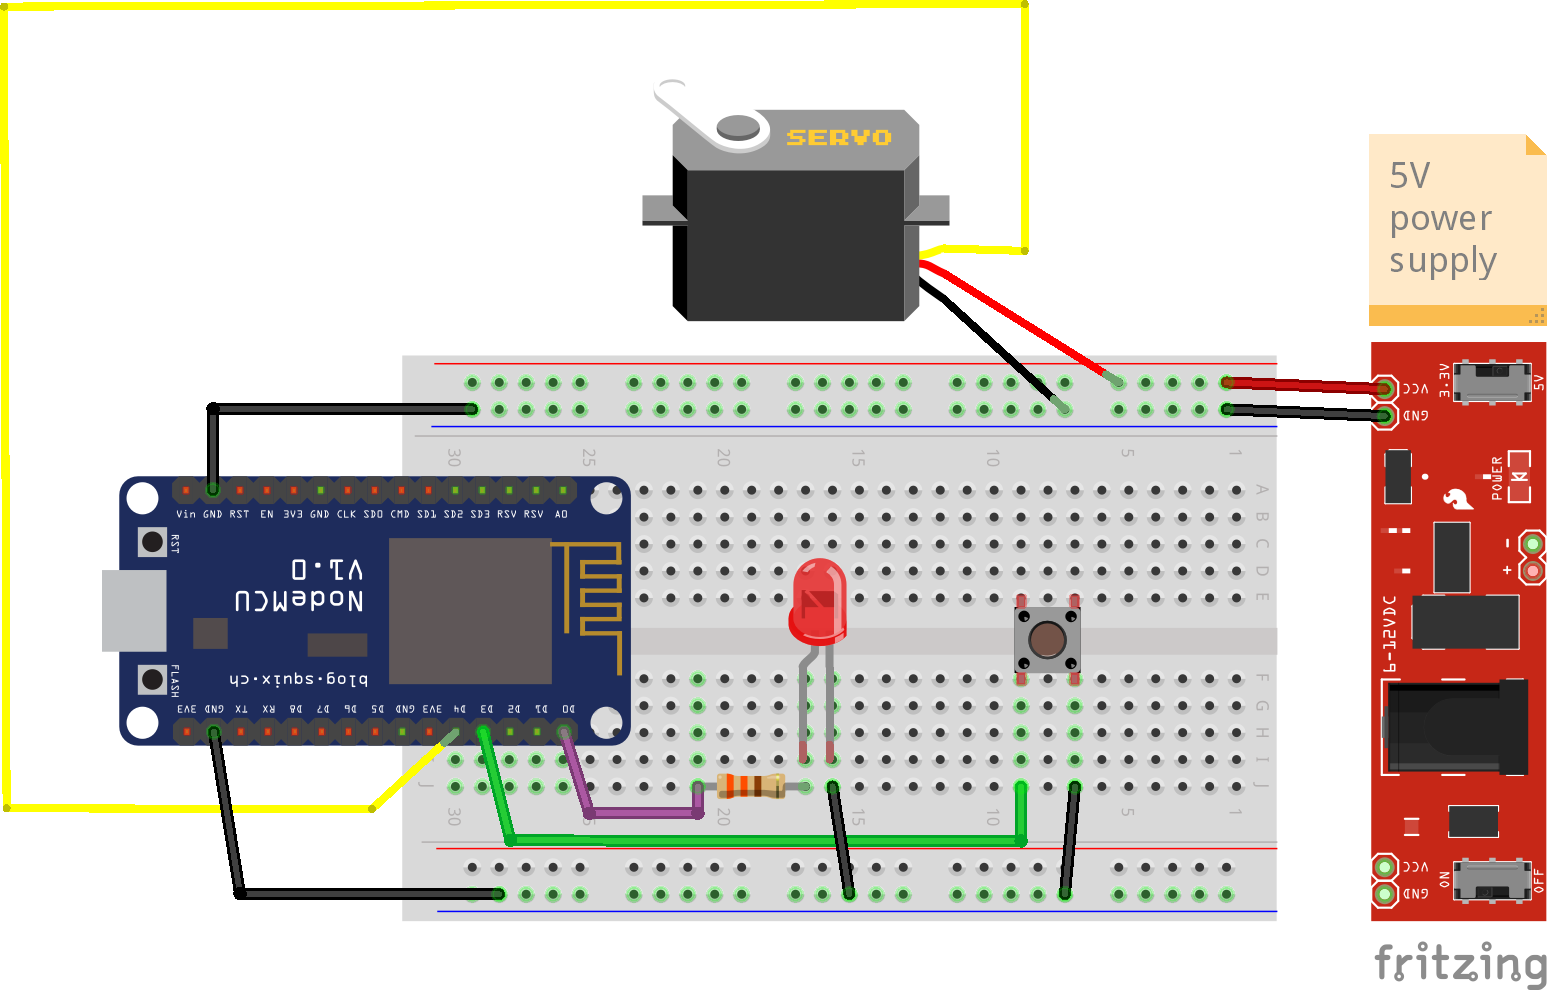 SERVO
5V
power
supply
3.3V
5V
VCC
GND
30 25 20 15 10 5 1
POWER
A
B
C
D
E
Vin GND RST EN 3V3 GND CLK SD0 CMD SD1 SD2 SD3 RSV RSV A0
RST
NodeMCU
V1.0
-
+
6-12VDC
FLASH
blog.squix.ch
3V3 GND TX RX D8 D7 D6 D5 GND 3V3 D4 D3 D2 D1 D0
F
G
H
I
J J
30 25 20 15 5 1
VCC
GND
ON
OFF
fritzing